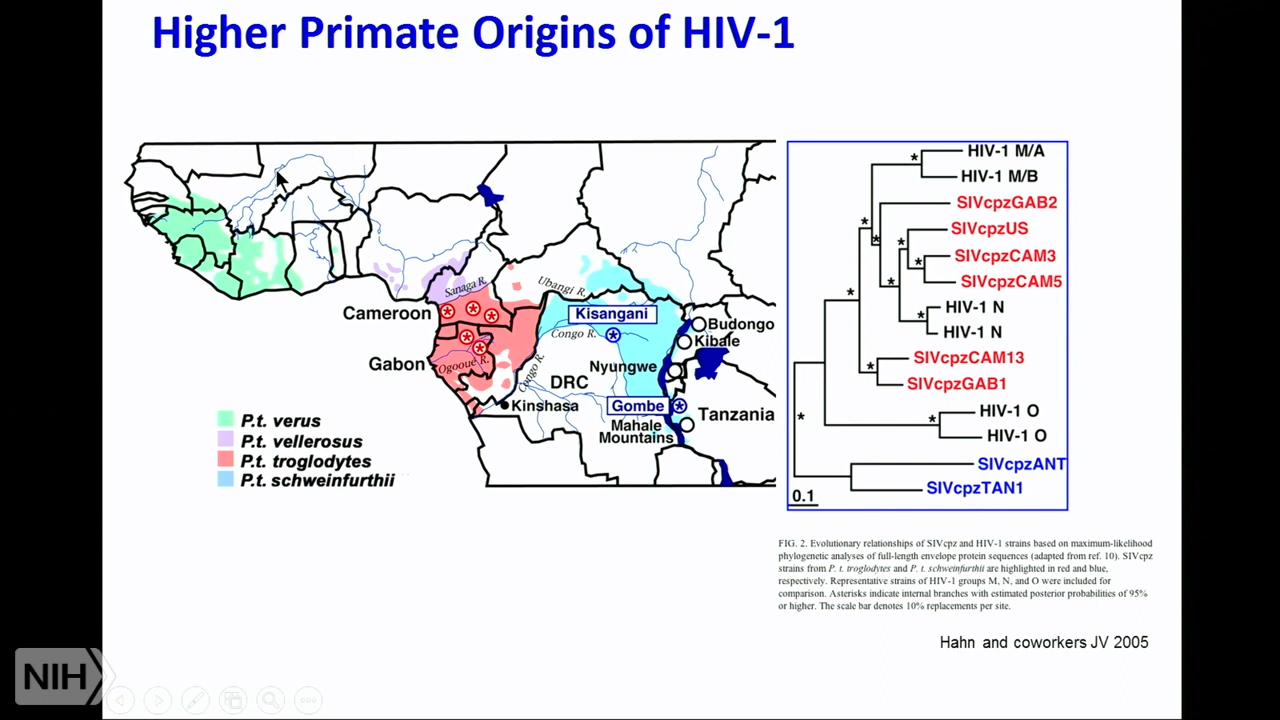 Higher Primate Origins of HIV-1
Sanaga R.
Ubangi R.
Cameroon
Kisangani
Budongo
Congo R.
Kibale
Gabon
Ogooué R.
Congo R.
Nyungwe
DRC
Kinshasa
Gombe
Tanzania
Mahale
Mountains
P.t. verus
P.t. vellerosus
P.t. troglodytes
P.t. schweinfurthii
HIV-1 M/A
HIV-1 M/B
SIVcpzGAB2
SIVcpzUS
SIVcpzCAM3
SIVcpzCAM5
HIV-1 N
HIV-1 N
SIVcpzCAM13
SIVcpzGAB1
HIV-1 O
HIV-1 O
SIVcpzANT
SIVcpzTAN1
0.1
FIG. 2. Evolutionary relationships of SIVcpz and HIV-1 strains based on maximum-likelihood
phylogenetic analyses of full-length envelope protein sequences (adapted from ref. 10). SIVcpz
strains from P. t. troglodytes and P. t. schweinfurthii are highlighted in red and blue,
respectively. Representative strains of HIV-1 groups M, N, and O were included for
comparison. Asterisks indicate internal branches with estimated posterior probabilities of 95%
or higher. The scale bar denotes 10% replacements per site.
Hahn and coworkers JV 2005
NIH